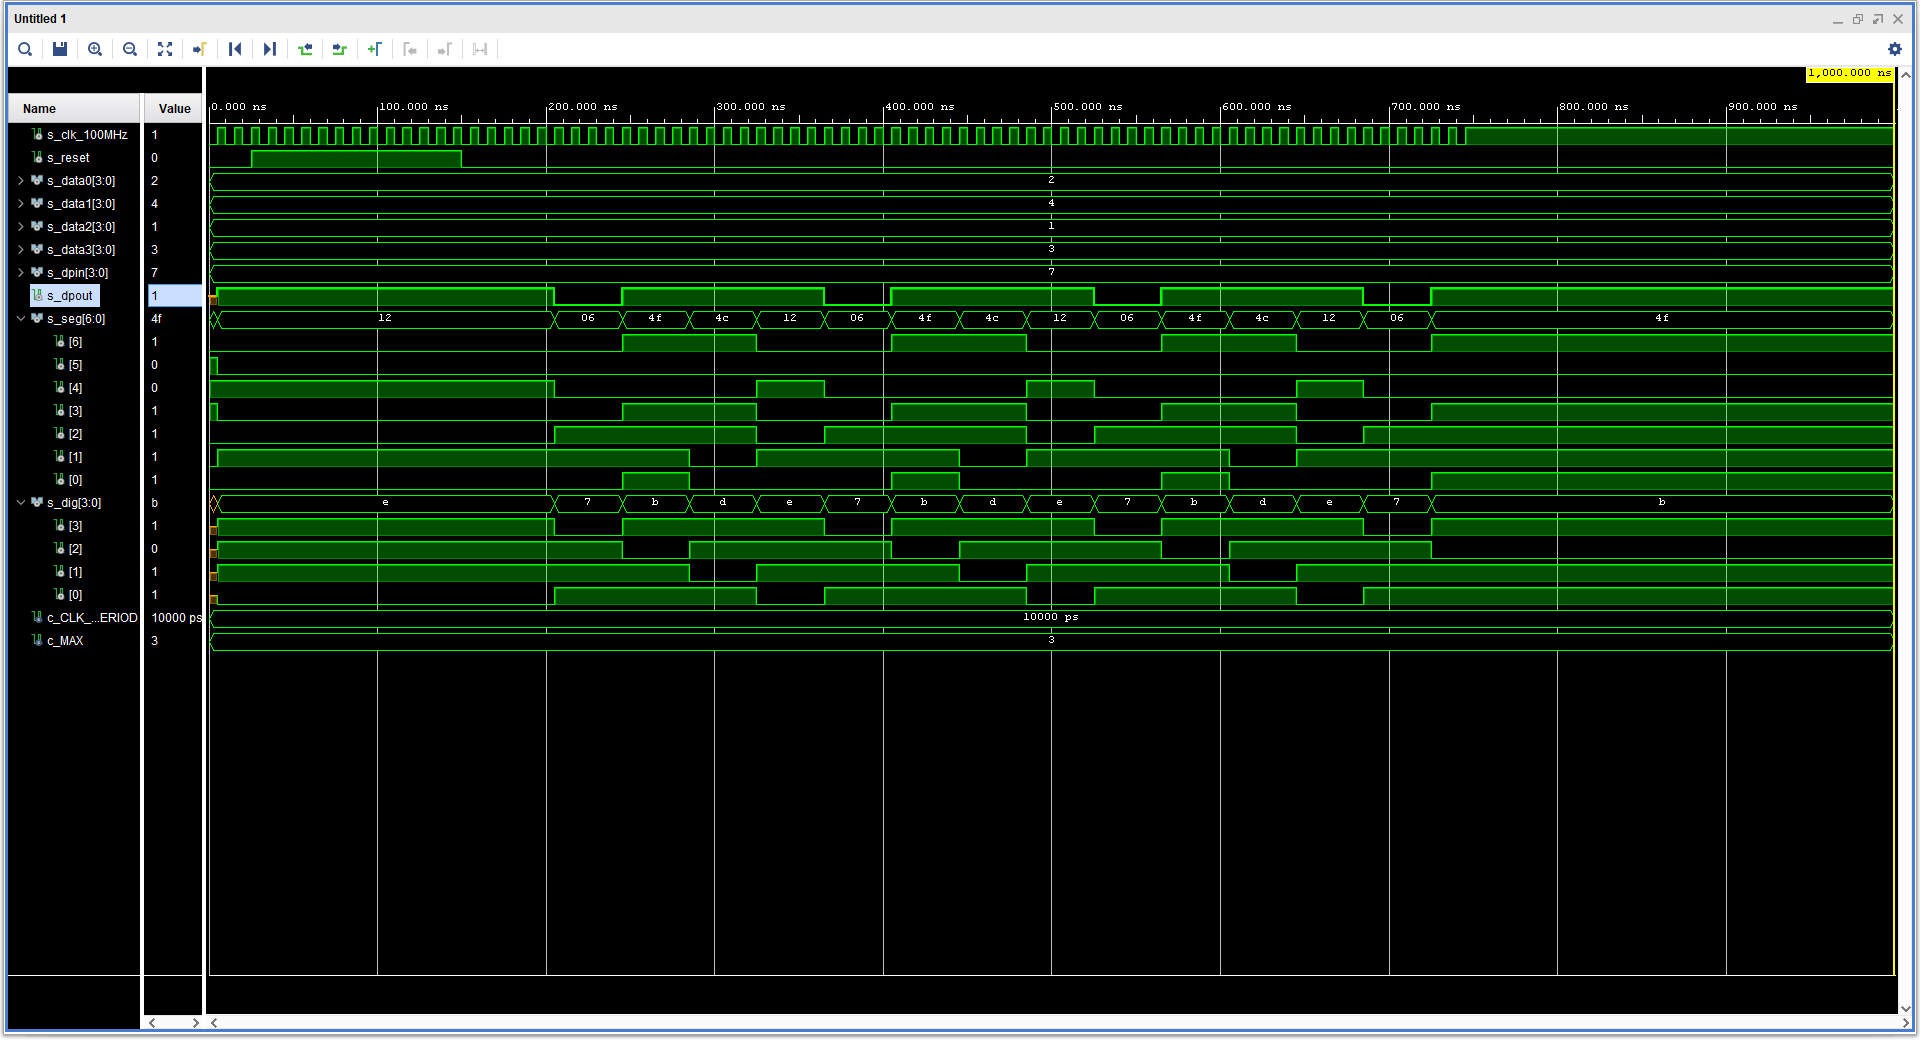 Untitled 1
1,000.000 ns
Name Value
0.000 ns 100.000 ns 200.000 ns 300.000 ns 400.000 ns 500.000 ns 600.000 ns 700.000 ns 800.000 ns 900.000 ns
s_clk_100MHz 1
s_reset 0
s_data0[3:0] 2 2
s_data1[3:0] 4 4
s_data2[3:0] 1 1
s_data3[3:0] 3 3
s_dpin[3:0] 7 7
s_dpout 1
s_seg[6:0] 4f 12 06 4f 4c 12 06 4f 4c 12 06 4f 4c 12 06 4f
[6] 1
[5] 0
[4] 0
[3] 1
[2] 1
[1] 1
[0] 1
s_dig[3:0] b e 7 b d e 7 b d e 7 b d e 7 b
[3] 1
[2] 0
[1] 1
[0] 1
c_CLK_...ERIOD 10000 ps 10000 ps
c_MAX 3 3